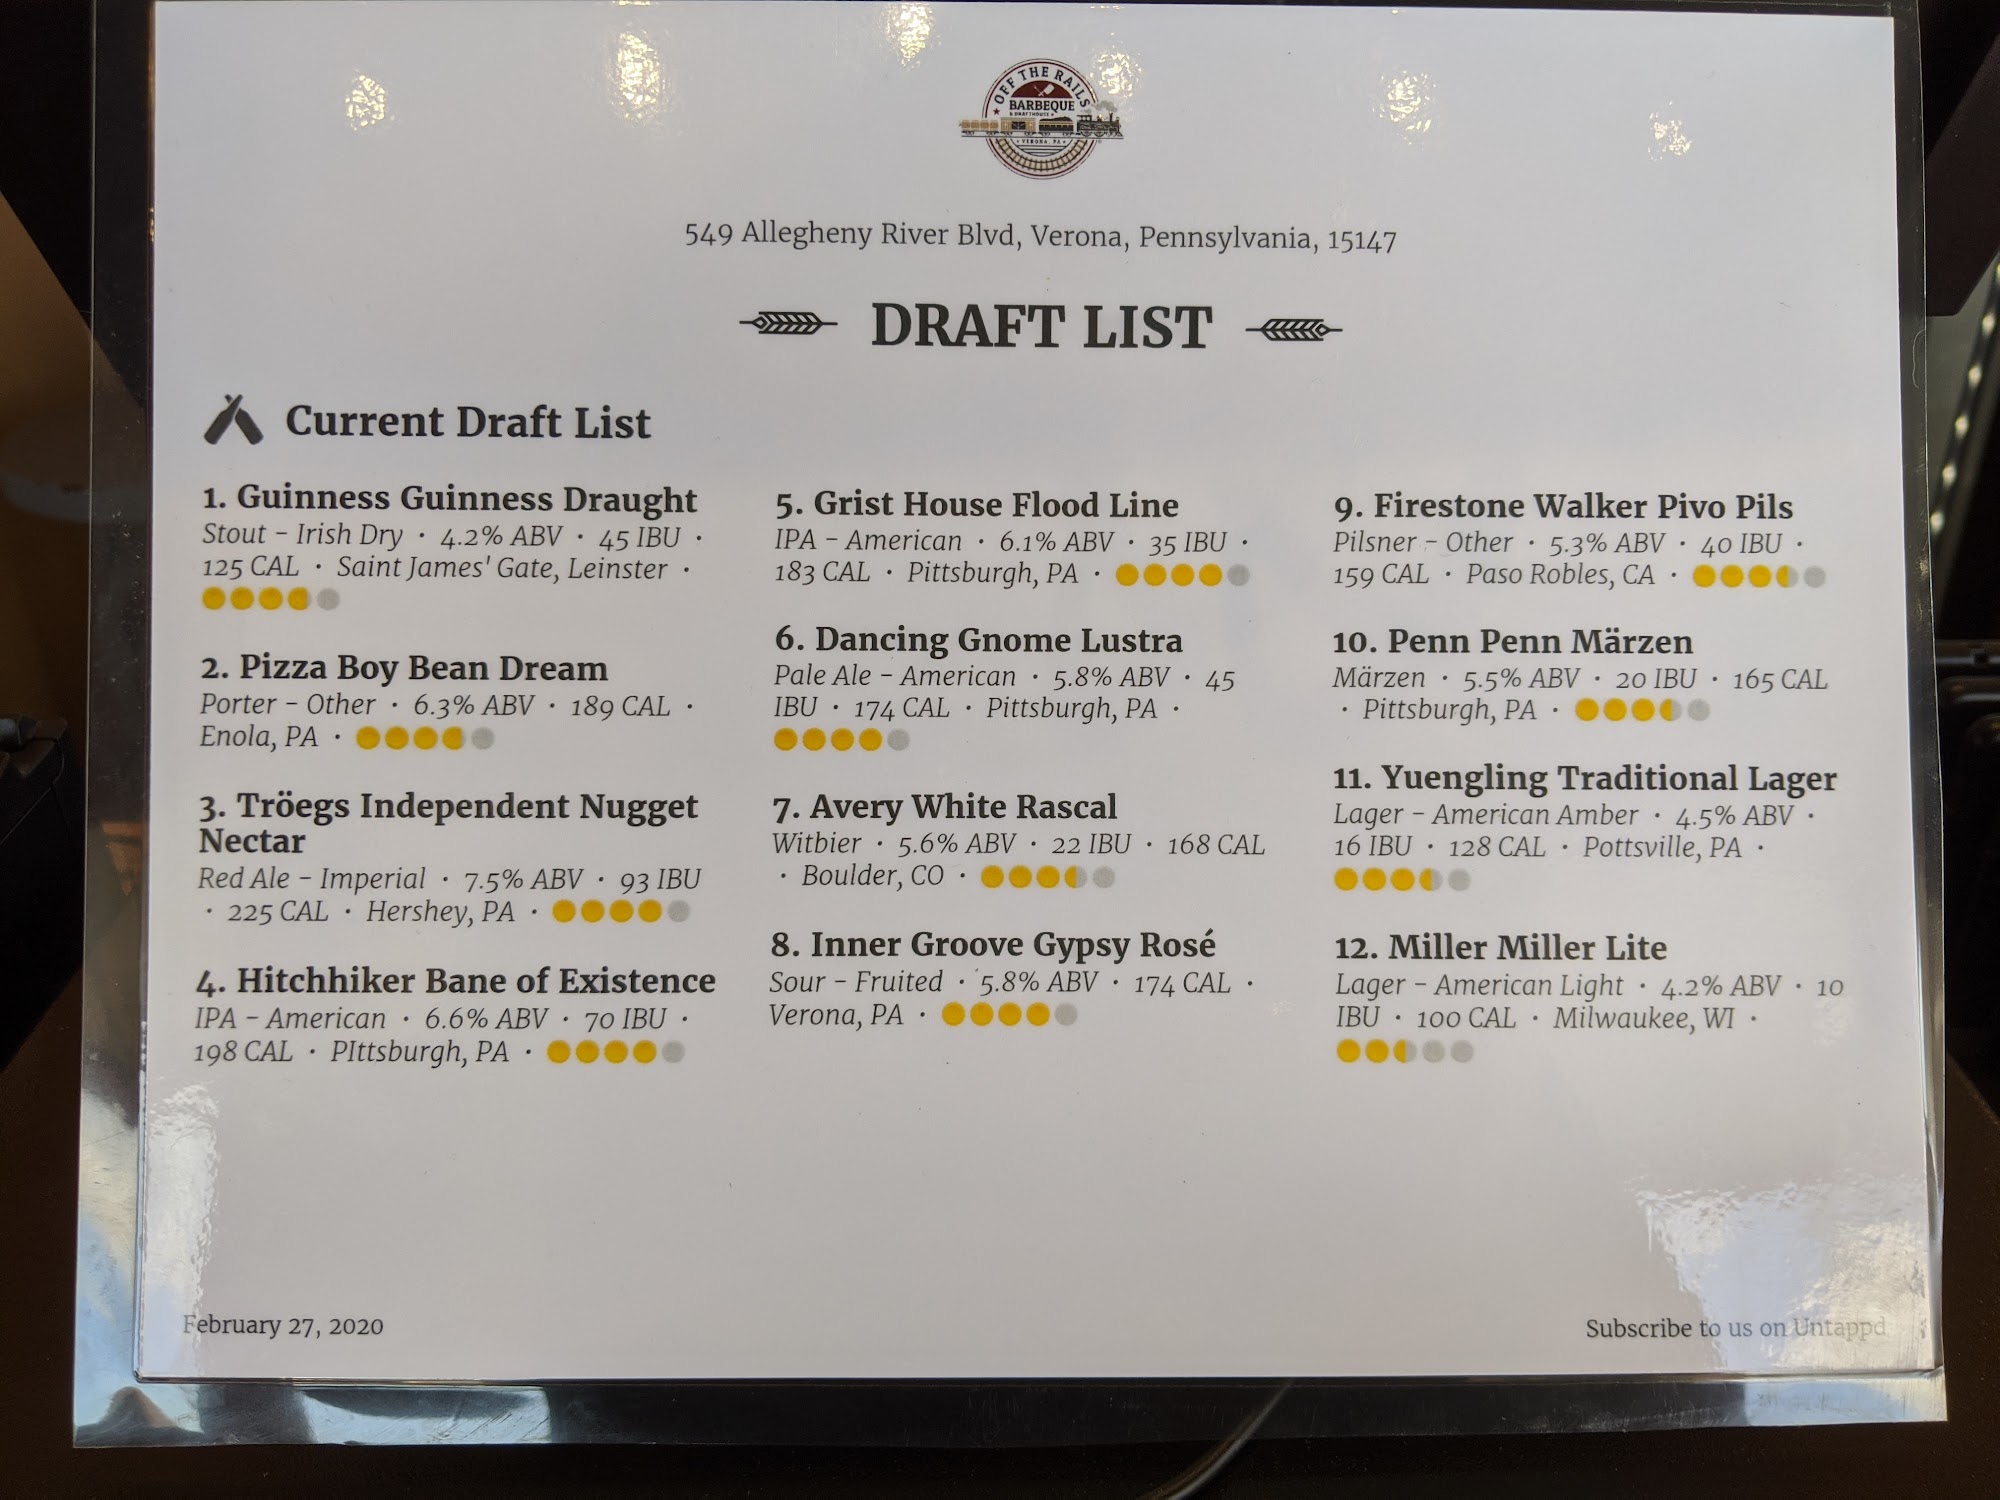 OFF THE RAILS
BARBEQUE
& DRAFTHOUSE
VERONA, PA
549 Allegheny River Blvd, Verona, Pennsylvania, 15147
DRAFT LIST
Current Draft List
1. Guinness Guinness Draught
Stout - Irish Dry · 4.2% ABV · 45 IBU ·
125 CAL · Saint James' Gate, Leinster ·
2. Pizza Boy Bean Dream
Porter - Other · 6.3% ABV · 189 CAL ·
Enola, PA ·
3. Tröegs Independent Nugget
Nectar
Red Ale - Imperial · 7.5% ABV · 93 IBU
· 225 CAL · Hershey, PA ·
4. Hitchhiker Bane of Existence
IPA - American · 6.6% ABV · 70 IBU ·
198 CAL · PIttsburgh, PA ·
5. Grist House Flood Line
IPA - American · 6.1% ABV · 35 IBU ·
183 CAL · Pittsburgh, PA ·
6. Dancing Gnome Lustra
Pale Ale - American · 5.8% ABV · 45
IBU · 174 CAL · Pittsburgh, PA ·
7. Avery White Rascal
Witbier · 5.6% ABV · 22 IBU · 168 CAL
· Boulder, CO ·
8. Inner Groove Gypsy Rosé
Sour - Fruited · 5.8% ABV · 174 CAL ·
Verona, PA ·
9. Firestone Walker Pivo Pils
Pilsner - Other · 5.3% ABV · 40 IBU ·
159 CAL · Paso Robles, CA ·
10. Penn Penn Märzen
Märzen · 5.5% ABV · 20 IBU · 165 CAL
· Pittsburgh, PA ·
11. Yuengling Traditional Lager
Lager - American Amber · 4.5% ABV ·
16 IBU · 128 CAL · Pottsville, PA ·
12. Miller Miller Lite
Lager - American Light · 4.2% ABV · 10
IBU · 100 CAL · Milwaukee, WI ·
February 27, 2020
Subscribe to us on Untappd